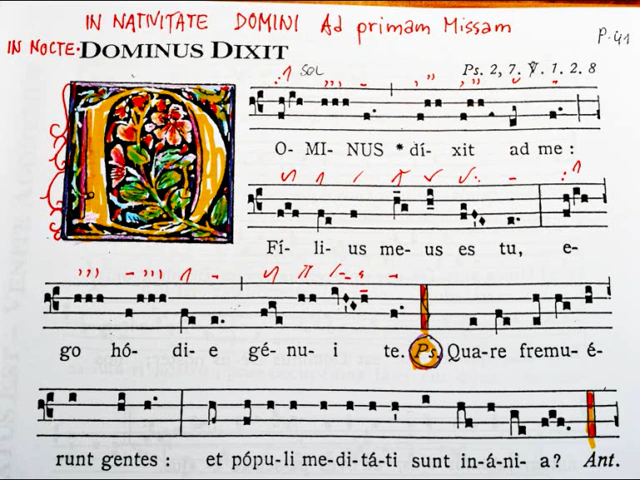 IN NATIVITATE DOMINI Ad primam Missam
P. 41
IN NOCTE · DOMINUS DIXIT
SOL
Ps. 2, 7. ℣. 1. 2. 8
O- MI- NUS * dí- xit ad me :
Fí- li- us me- us es tu, e-
go hó- di- e gé- nu- i te. Ps. Qua-re fremu- é-
runt gentes : et pópu-li me-di-tá-ti sunt in-á-ni- a? Ant.